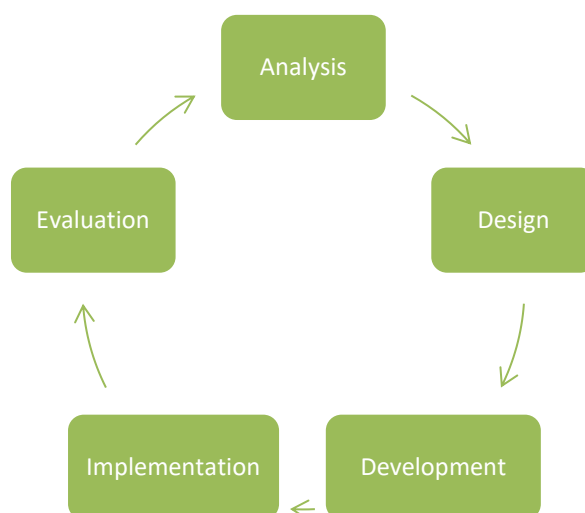 Analysis
Design
Development
Implementation
Evaluation